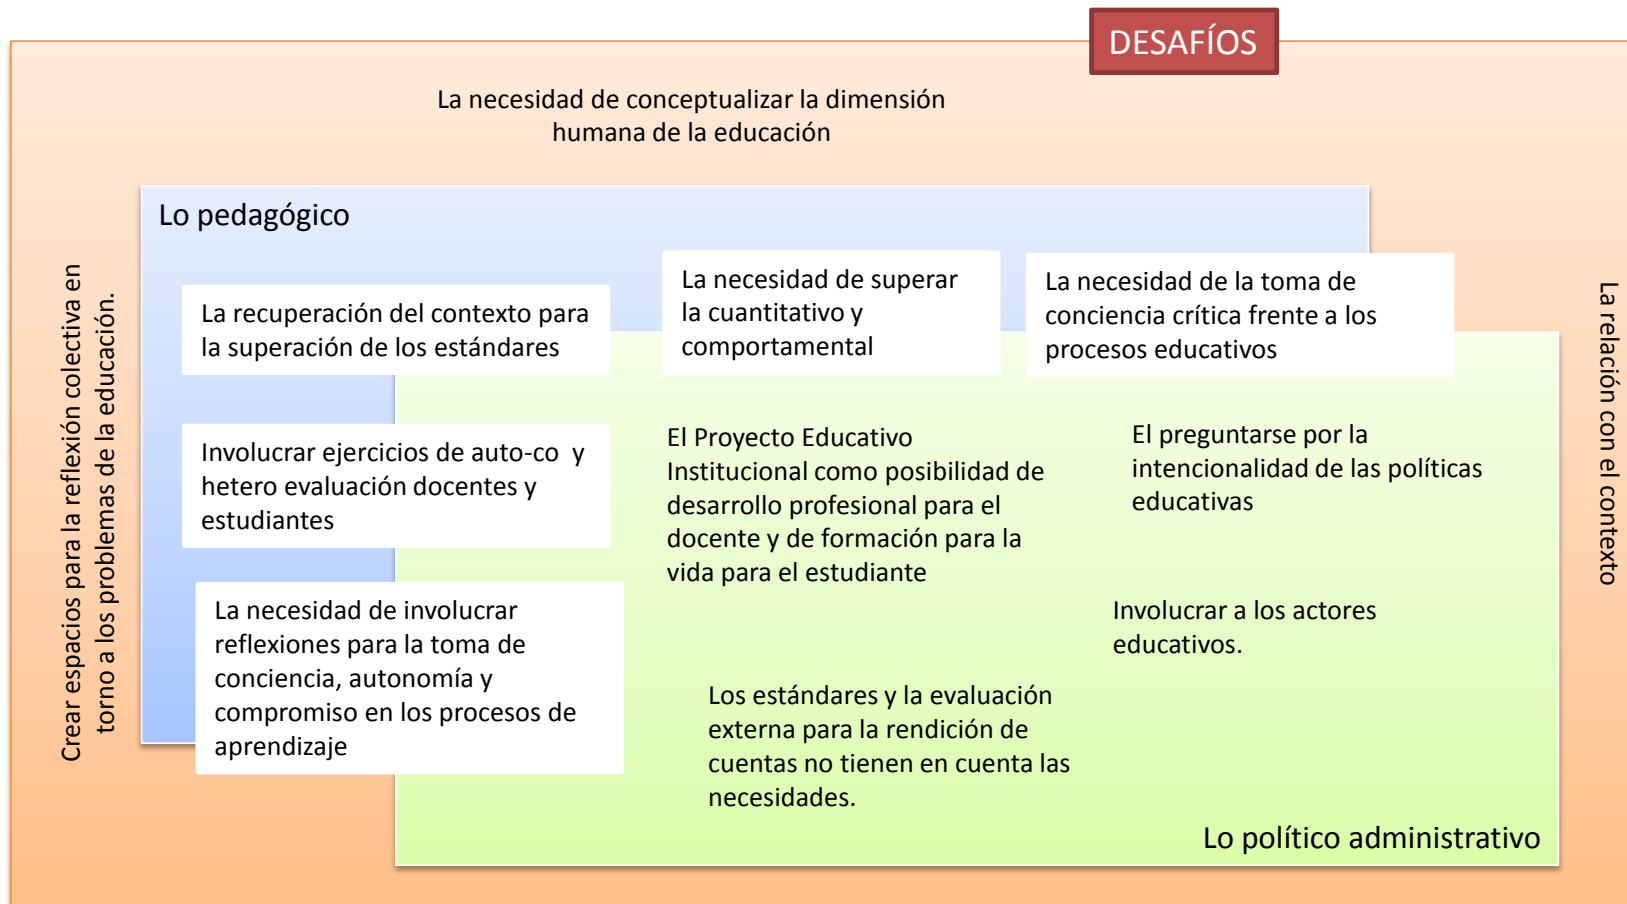 DESAFÍOS
La necesidad de conceptualizar la dimensión
humana de la educación
Crear espacios para la reflexión colectiva en
torno a los problemas de la educación.
Lo pedagógico
La recuperación del contexto para
la superación de los estándares
La necesidad de superar
la cuantitativo y
comportamental
La necesidad de la toma de
conciencia crítica frente a los
procesos educativos
Involucrar ejercicios de auto-co  y
hetero evaluación docentes y
estudiantes
El Proyecto Educativo
Institucional como posibilidad de
desarrollo profesional para el
docente y de formación para la
vida para el estudiante
El preguntarse por la
intencionalidad de las políticas
educativas
La necesidad de involucrar
reflexiones para la toma de
conciencia, autonomía y
compromiso en los procesos de
aprendizaje
Involucrar a los actores
educativos.
Los estándares y la evaluación
externa para la rendición de
cuentas no tienen en cuenta las
necesidades.
Lo político administrativo
La relación con el contexto